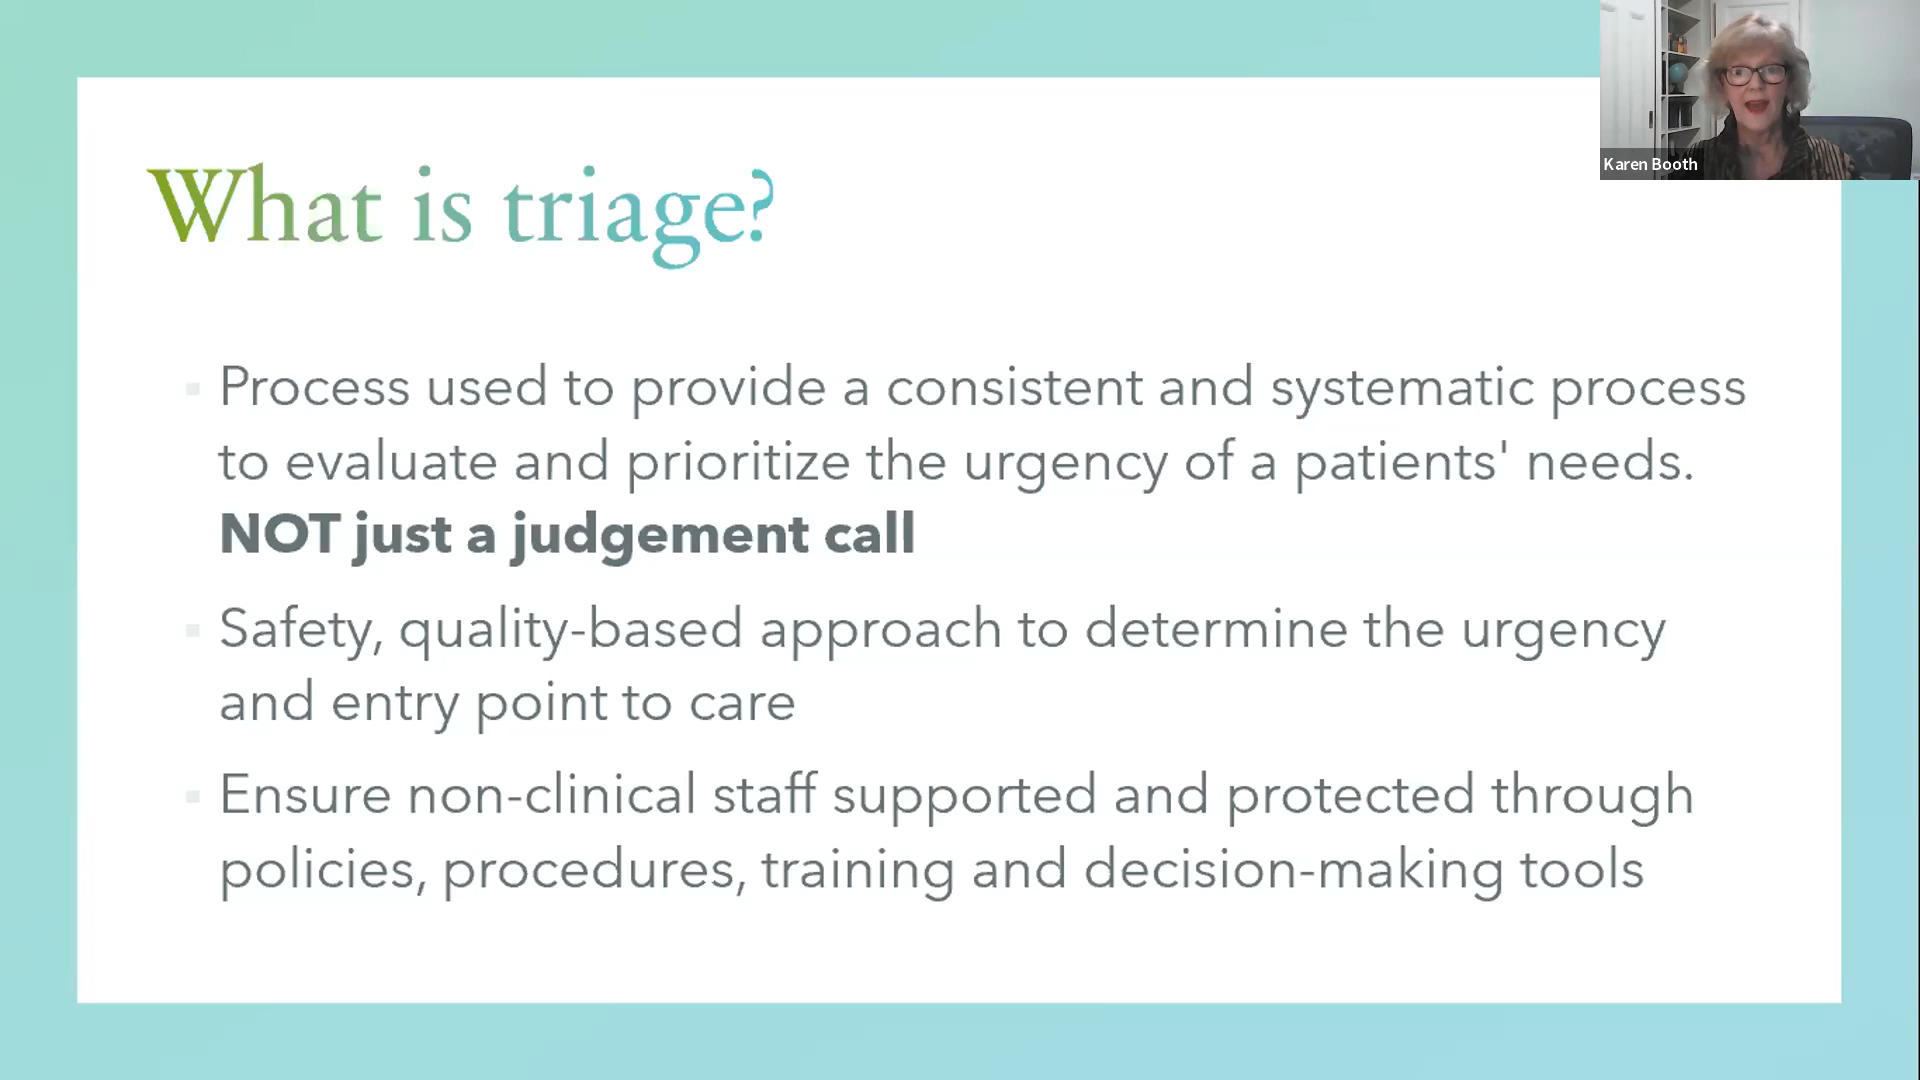 What is triage?
Process used to provide a consistent and systematic process
to evaluate and prioritize the urgency of a patients' needs.
NOT just a judgement call
Safety, quality-based approach to determine the urgency
and entry point to care
Ensure non-clinical staff supported and protected through
policies, procedures, training and decision-making tools
Karen Booth